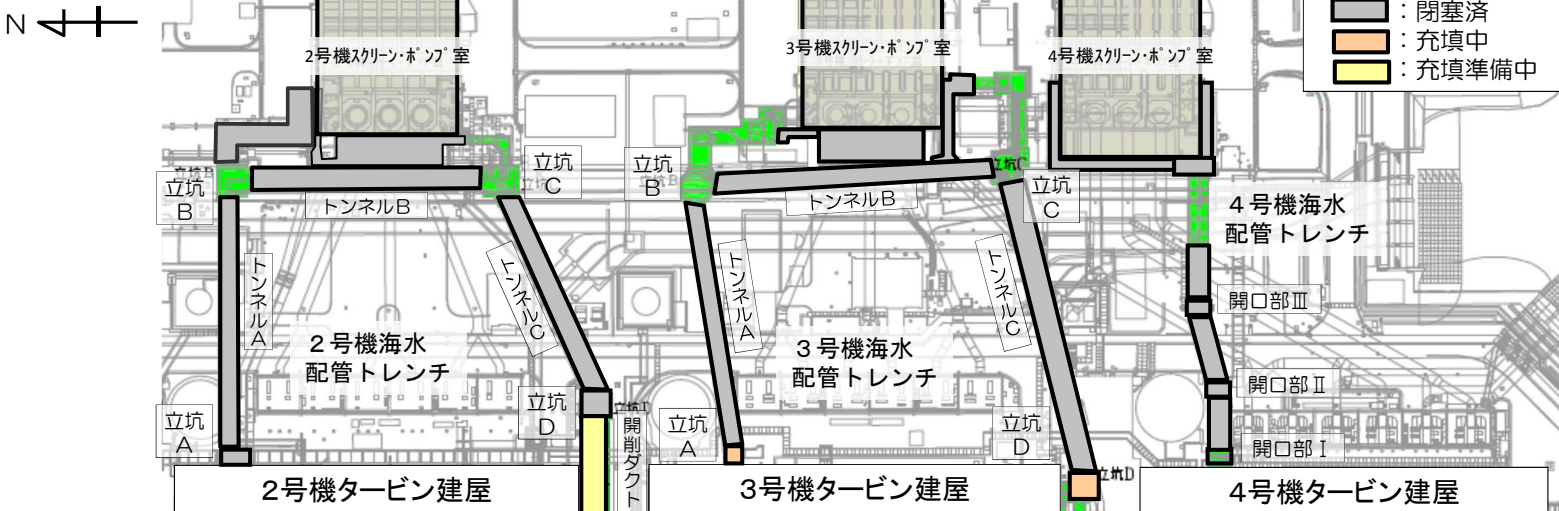 N
：閉塞済
：充填中
：充填準備中
2号機スクリーン・ポンプ室
3号機スクリーン・ポンプ室
4号機スクリーン・ポンプ室
立坑B
立坑
B
トンネルB
立坑
C
立坑
B
トンネルB
立坑C
立坑
C
4号機海水
配管トレンチ
トンネルA
トンネルC
トンネルA
トンネルC
開口部Ⅲ
2号機海水
配管トレンチ
3号機海水
配管トレンチ
開口部Ⅱ
立坑
A
立坑
D
開削ダクト
立坑
A
立坑
D
立坑D
開口部Ⅰ
2号機タービン建屋
3号機タービン建屋
4号機タービン建屋